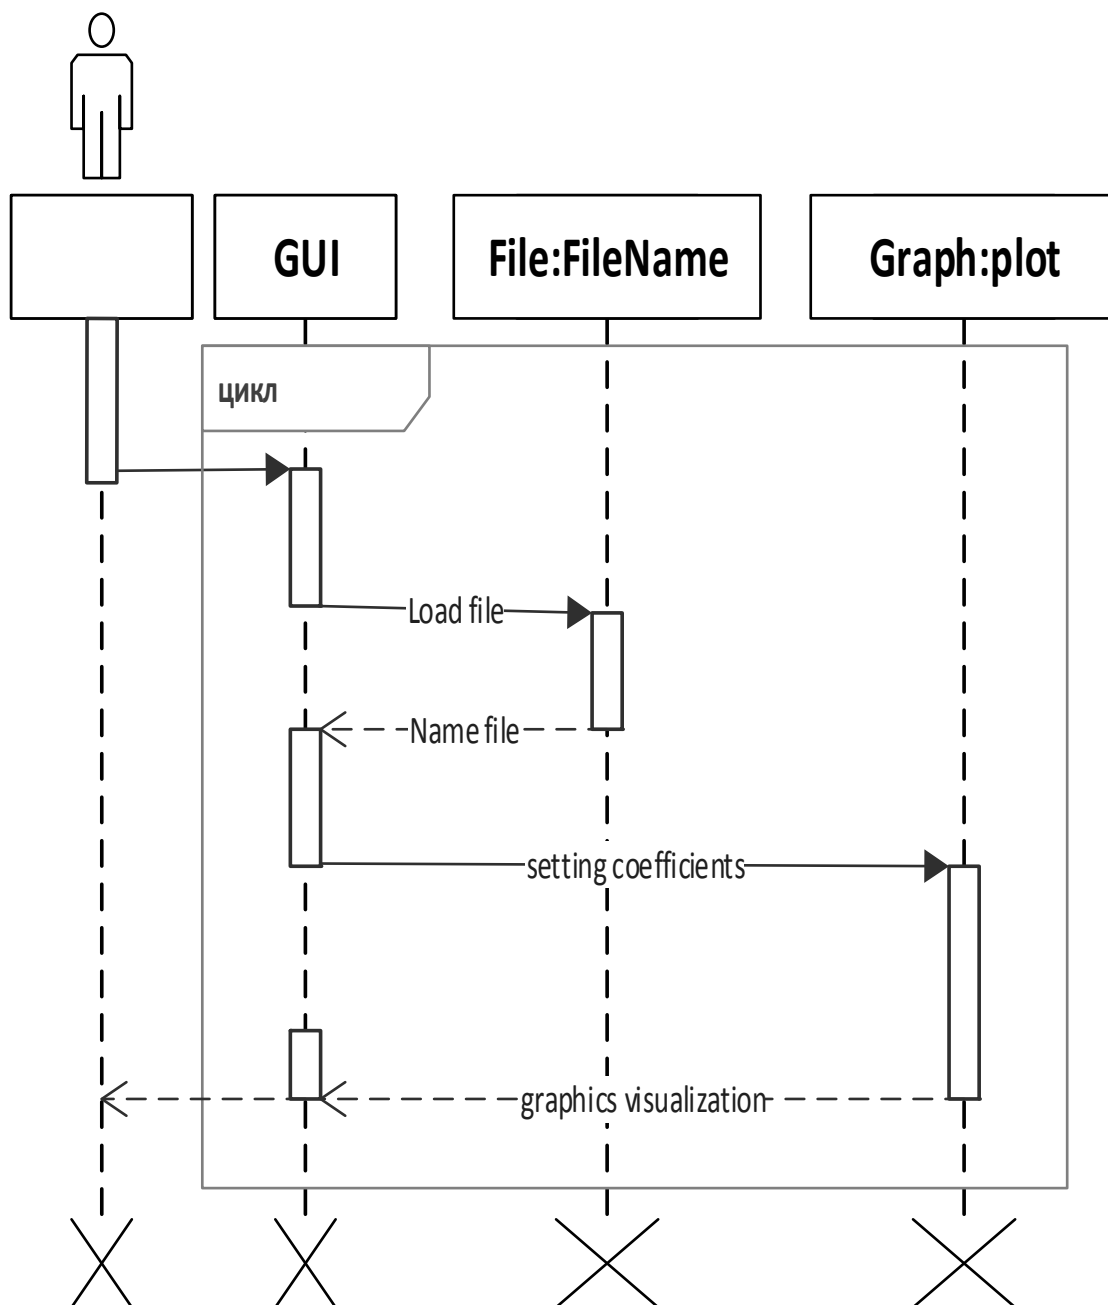 GUI
File:FileName
Graph:plot
цикл
Load file
Name file
setting coefficients
graphics visualization